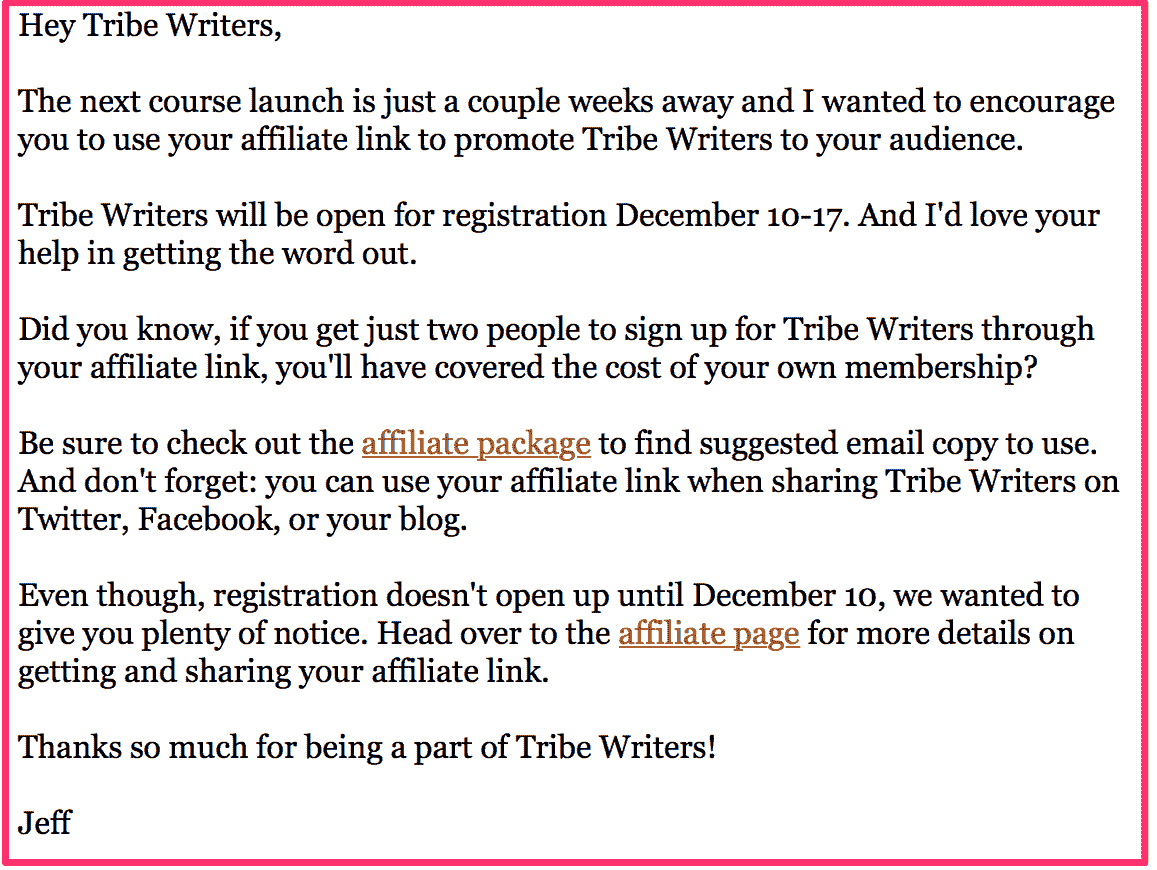 Hey Tribe Writers,
The next course launch is just a couple weeks away and I wanted to encourage
you to use your affiliate link to promote Tribe Writers to your audience.
Tribe Writers will be open for registration December 10-17. And I'd love your
help in getting the word out.
Did you know, if you get just two people to sign up for Tribe Writers through
your affiliate link, you'll have covered the cost of your own membership?
Be sure to check out the affiliate package to find suggested email copy to use.
And don't forget: you can use your affiliate link when sharing Tribe Writers on
Twitter, Facebook, or your blog.
Even though, registration doesn't open up until December 10, we wanted to
give you plenty of notice. Head over to the affiliate page for more details on
getting and sharing your affiliate link.
Thanks so much for being a part of Tribe Writers!
Jeff